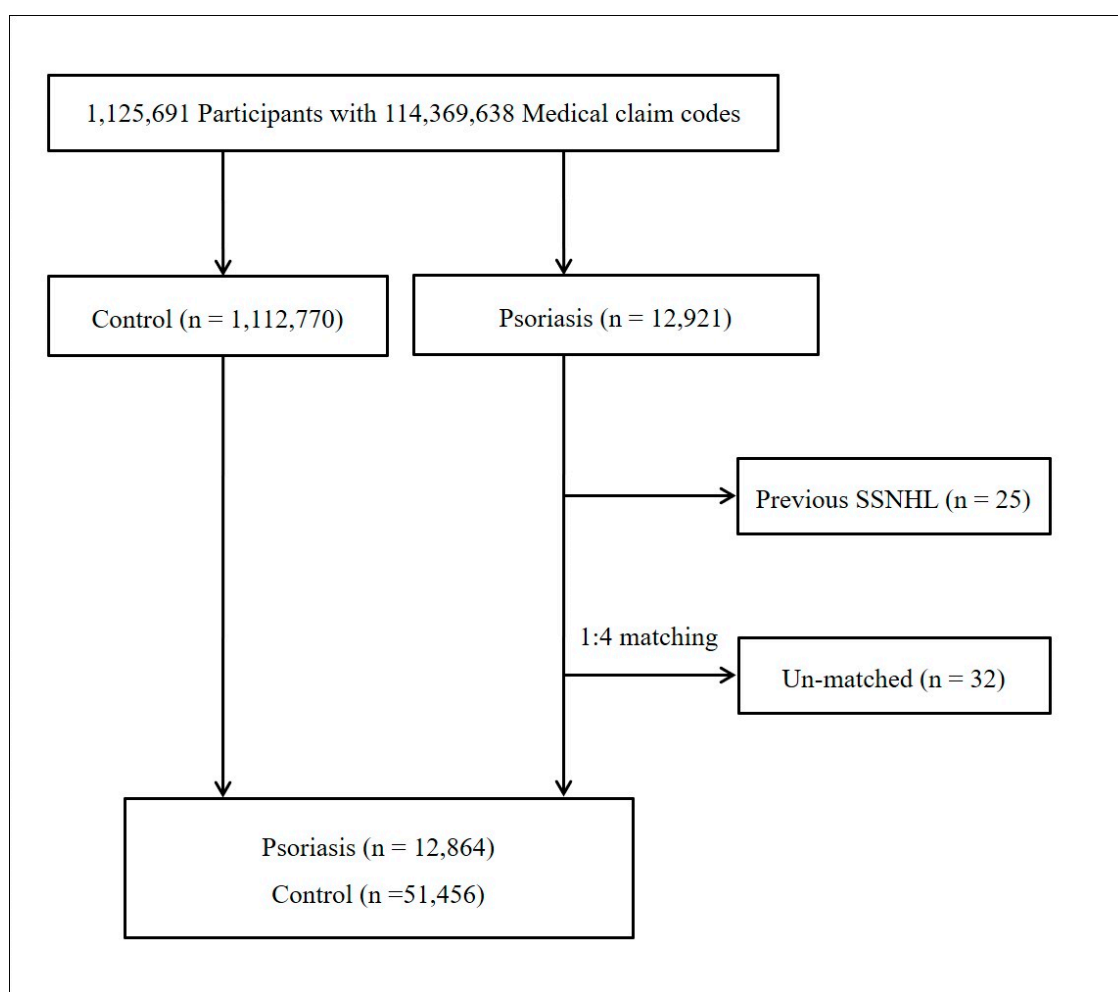 1,125,691 Participants with 114,369,638 Medical claim codes
Control (n = 1,112,770)
Psoriasis (n = 12,921)
Previous SSNHL (n = 25)
1:4 matching
Un-matched (n = 32)
Psoriasis (n = 12,864)
Control (n =51,456)